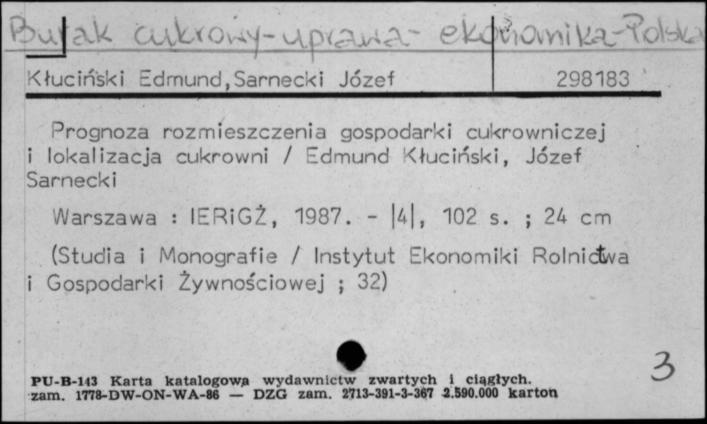 Burak cukrowy-uprawa-ekonomika-Polska
Kłuciński Edmund,Sarnecki Józef 298183
Prognoza rozmieszczenia gospodarki cukrowniczej
i lokalizacja cukrowni / Edmund Kłuciński, Józef
Sarnecki
Warszawa : IERiGŻ, 1987. - |4|, 102 s. ; 24 cm
(Studia i Monografie / Instytut Ekonomiki Rolnictwa
i Gospodarki Żywnościowej ; 32)
3
PU-B-143 Karta katalogowa wydawnictw zwartych i ciągłych.
zam. 1778-DW-ON-WA-86 — DZG zam. 2713-391-3-367 2.590.000 karton